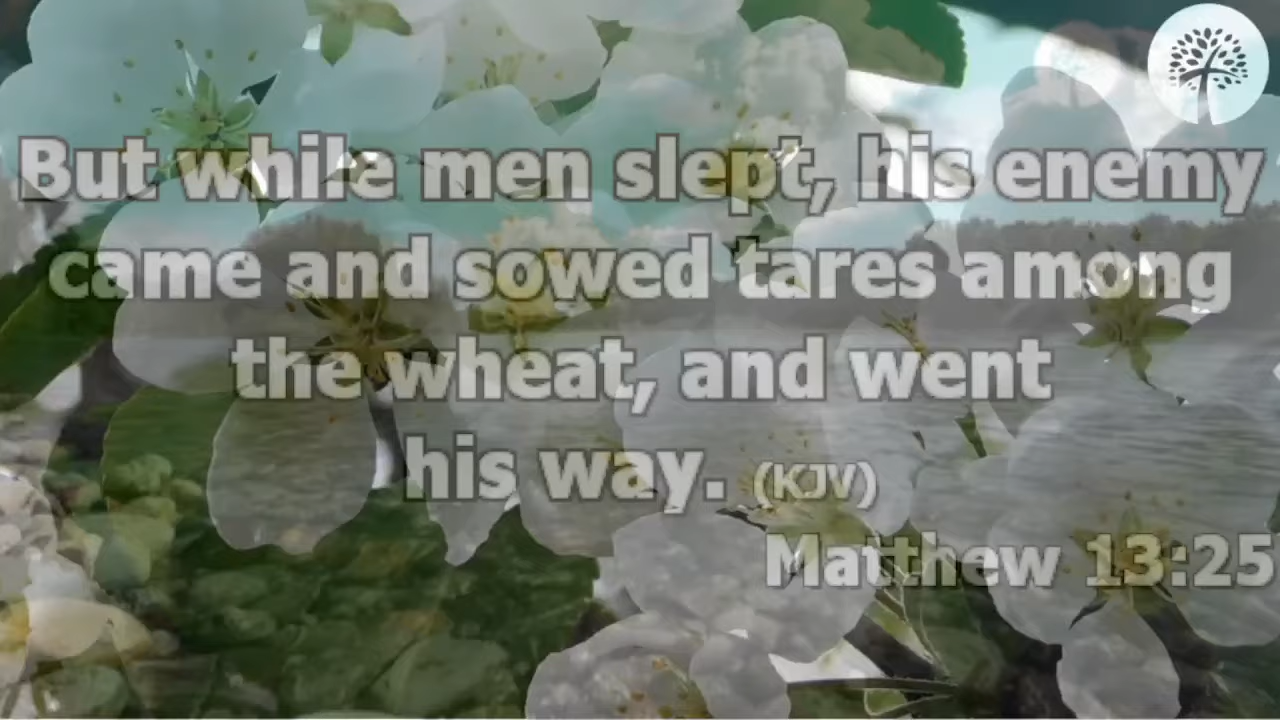 But while men slept, his enemy
came and sowed tares among
the wheat, and went
his way. (KJV)
Matthew 13:25